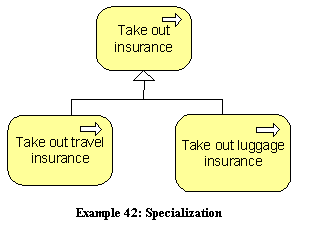 Take out
insurance
Take out travel
insurance
Take out luggage
insurance
Example 42: Specialization